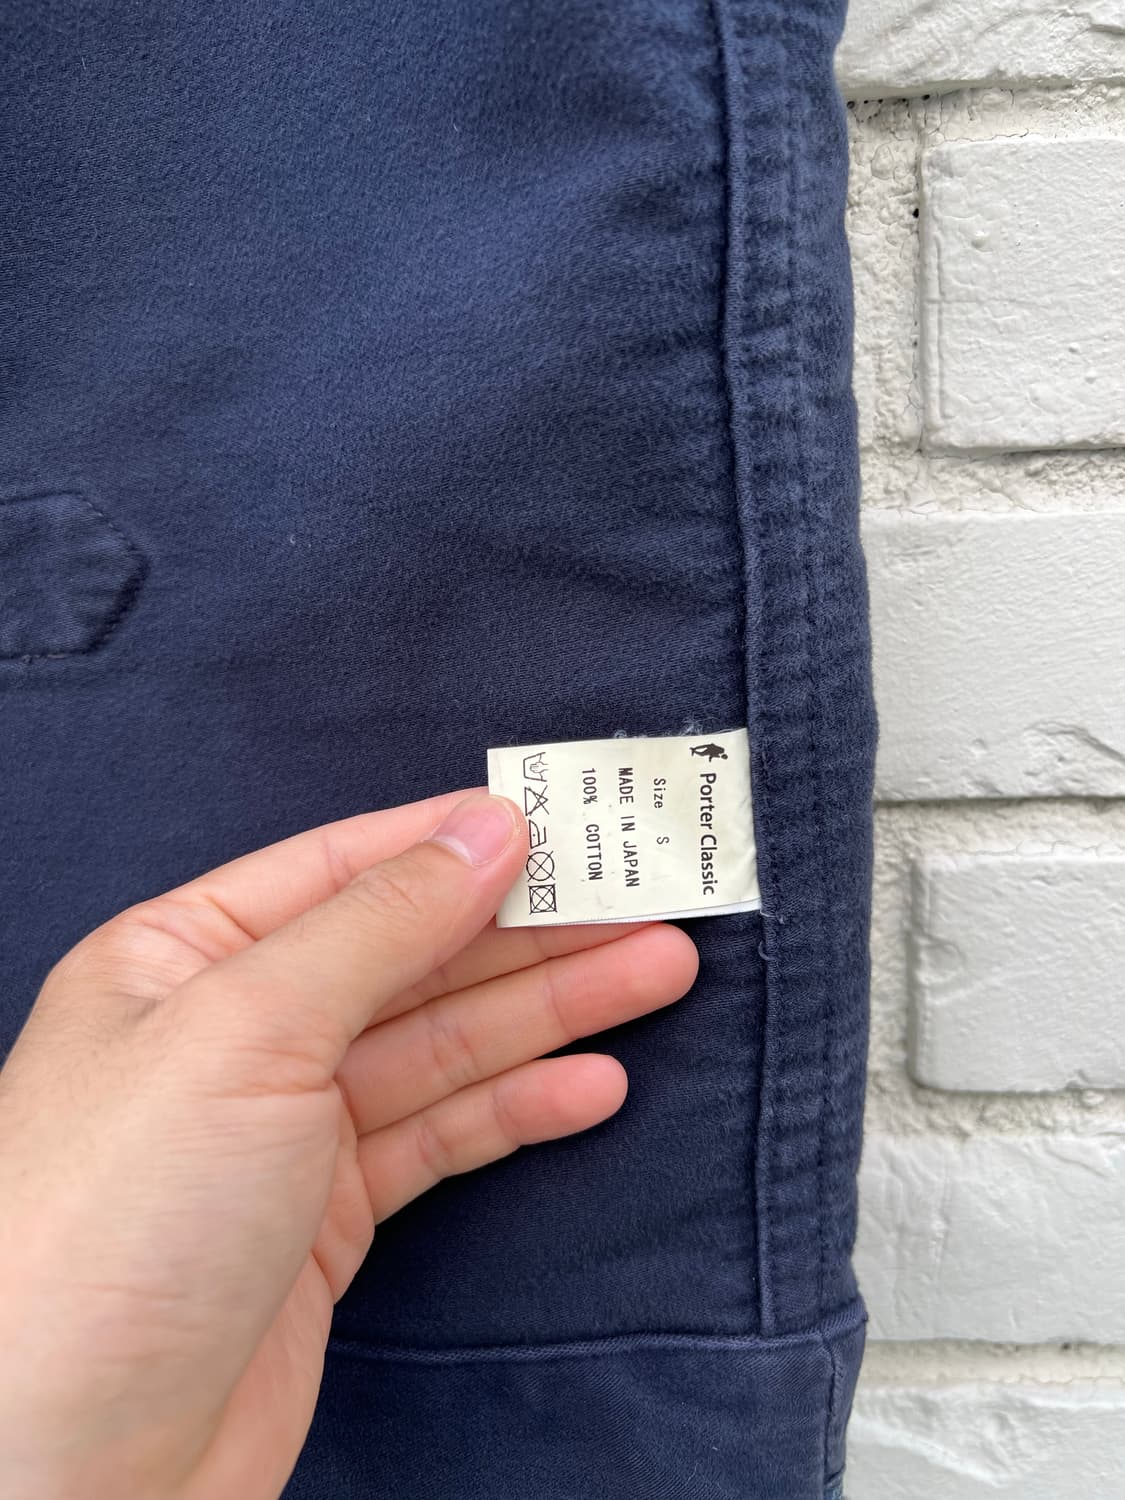 Porter Classic
Size S
MADE IN JAPAN
100% COTTON